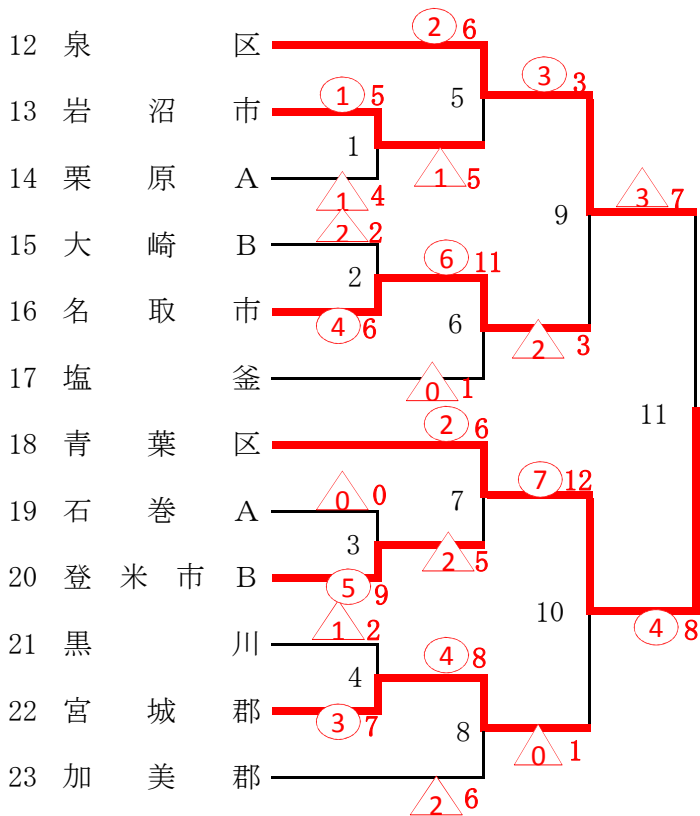 ② 6
12 泉 区
③ 3
5
① 5
13 岩 沼 市
1
1 5
14 栗 原 A
1 4
3 7
9
2 2
15 大 崎 B
2
⑥ 11
16 名 取 市
④ 6
6
2 3
17 塩 釜
0 1
11
② 6
18 青 葉 区
⑦ 12
0 0
7
19 石 巻 A
3
2 5
20 登 米 市 B
⑤ 9
10
④ 8
1 2
21 黒 川
4
④ 8
22 宮 城 郡
③ 7
8
0 1
23 加 美 郡
2 6